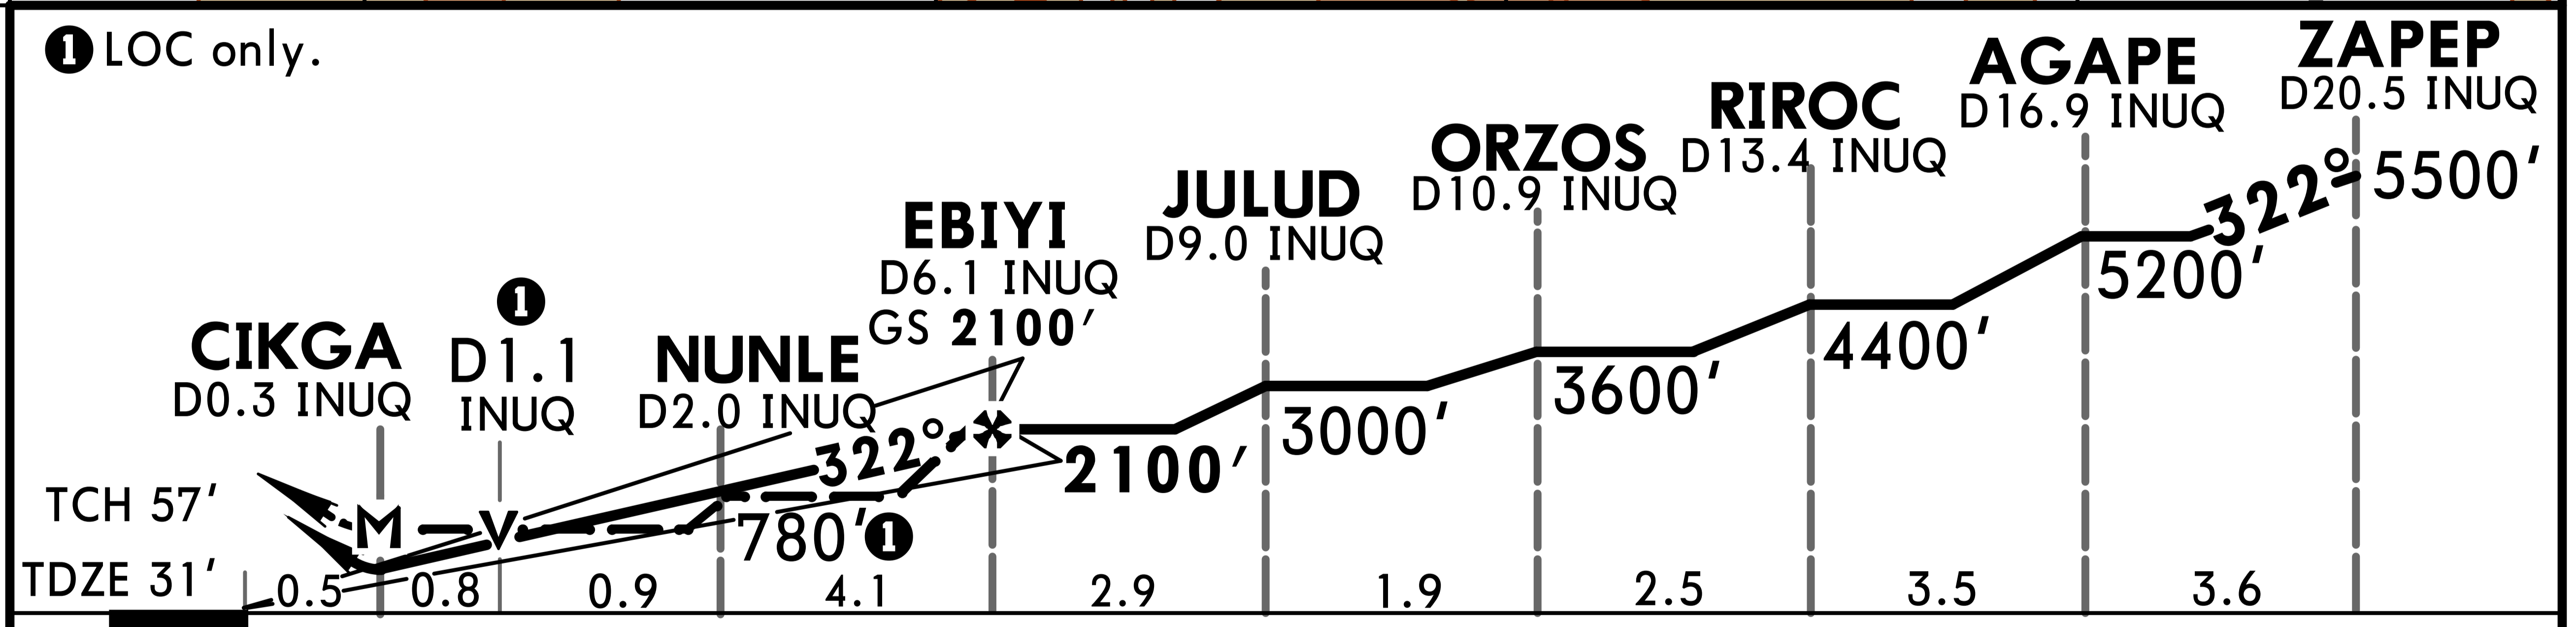 1 LOC only.
ZAPEP
D20.5 INUQ
AGAPE
D16.9 INUQ
RIROC
D13.4 INUQ
ORZOS
D10.9 INUQ
JULUD
D9.0 INUQ
EBIYI
D6.1 INUQ
GS 2100′
1
D1.1
INUQ
CIKGA
D0.3 INUQ
NUNLE
D2.0 INUQ
322°
5500′
322°
5200′
4400′
3600′
3000′
2100′
780′ 1
M
V
TCH 57′
TDZE 31′
0.5 0.8 0.9 4.1 2.9 1.9 2.5 3.5 3.6